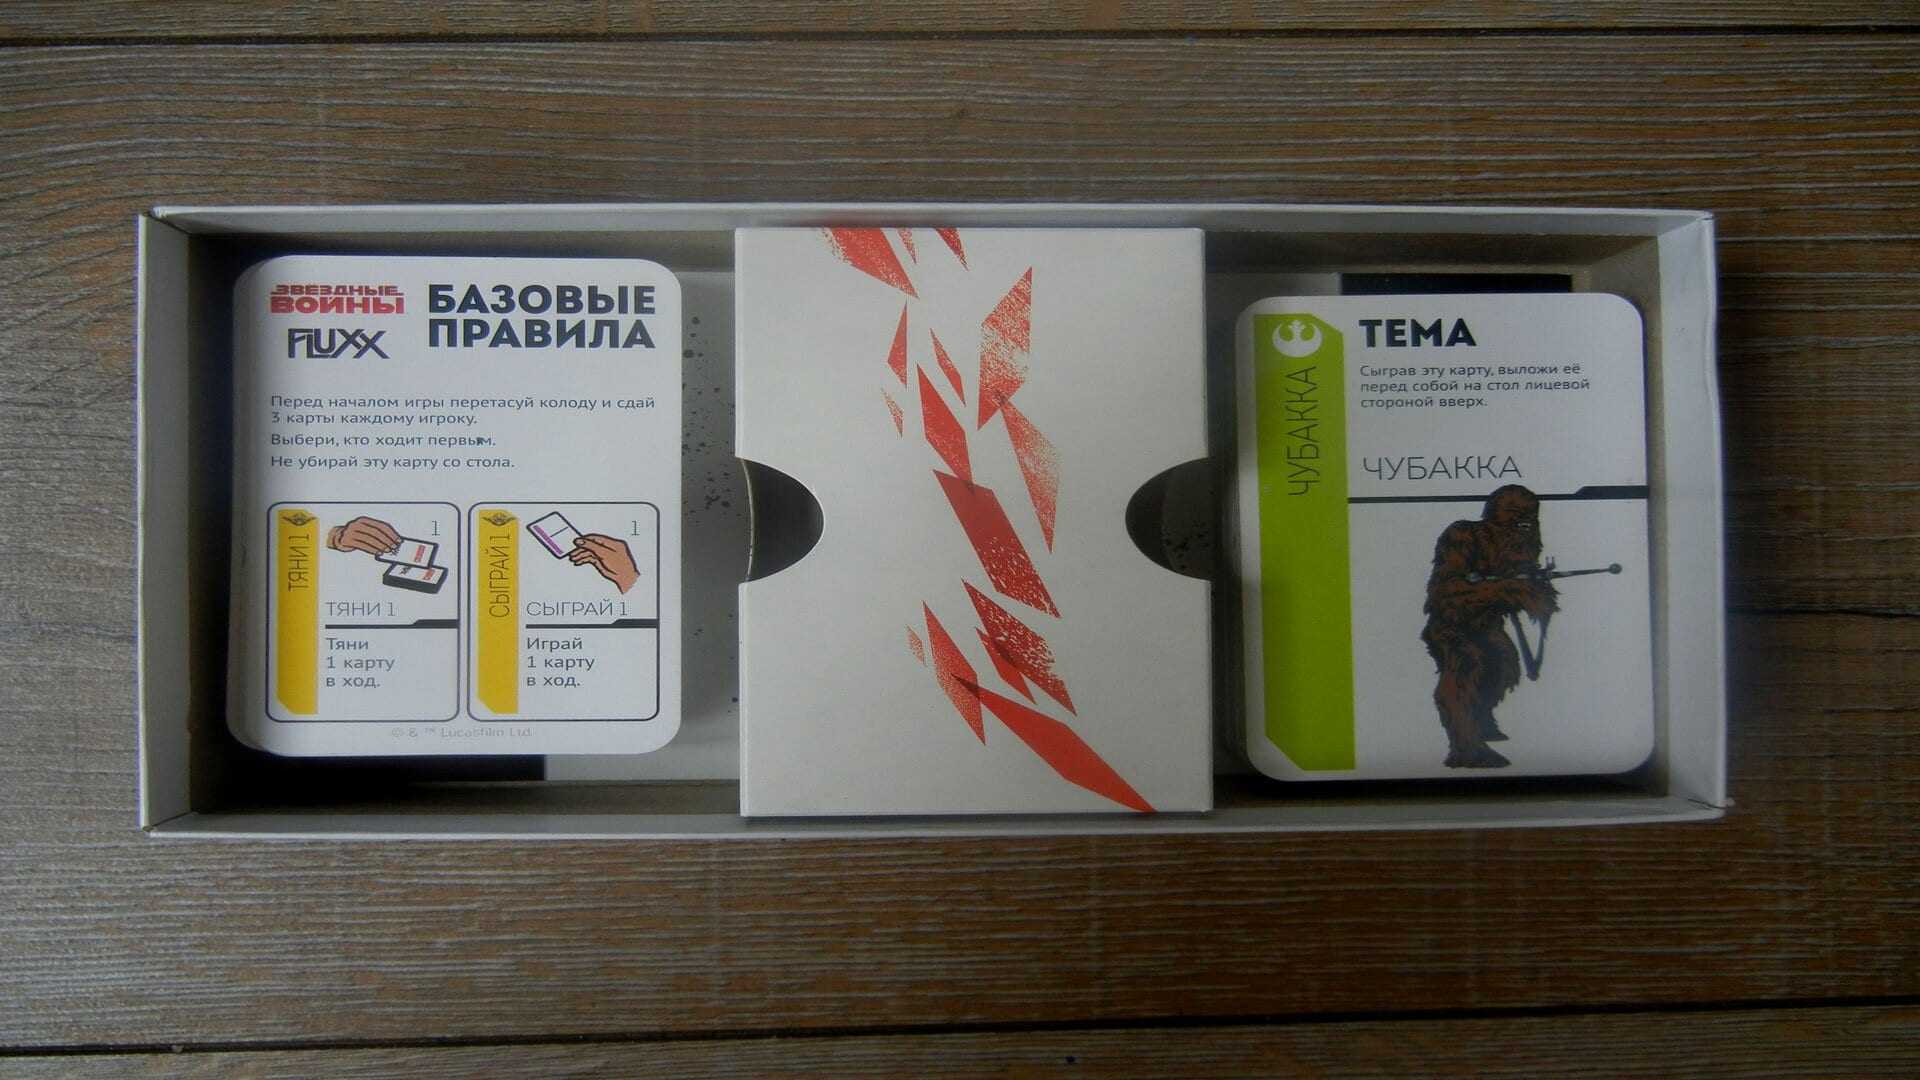 ЗВЁЗДНЫЕ
ВОЙНЫ
FLUXX
БАЗОВЫЕ
ПРАВИЛА
Перед началом игры перетасуй колоду и сдай
3 карты каждому игроку.
Выбери, кто ходит первым.
Не убирай эту карту со стола.
ТЯНИ 1
1
ТЯНИ 1
Тяни
1 карту
в ход.
СЫГРАЙ 1
1
СЫГРАЙ 1
Играй
1 карту
в ход.
© & ™ Lucasfilm Ltd.
ЧУБАККА
ТЕМА
Сыграв эту карту, выложи её
перед собой на стол лицевой
стороной вверх.
ЧУБАККА